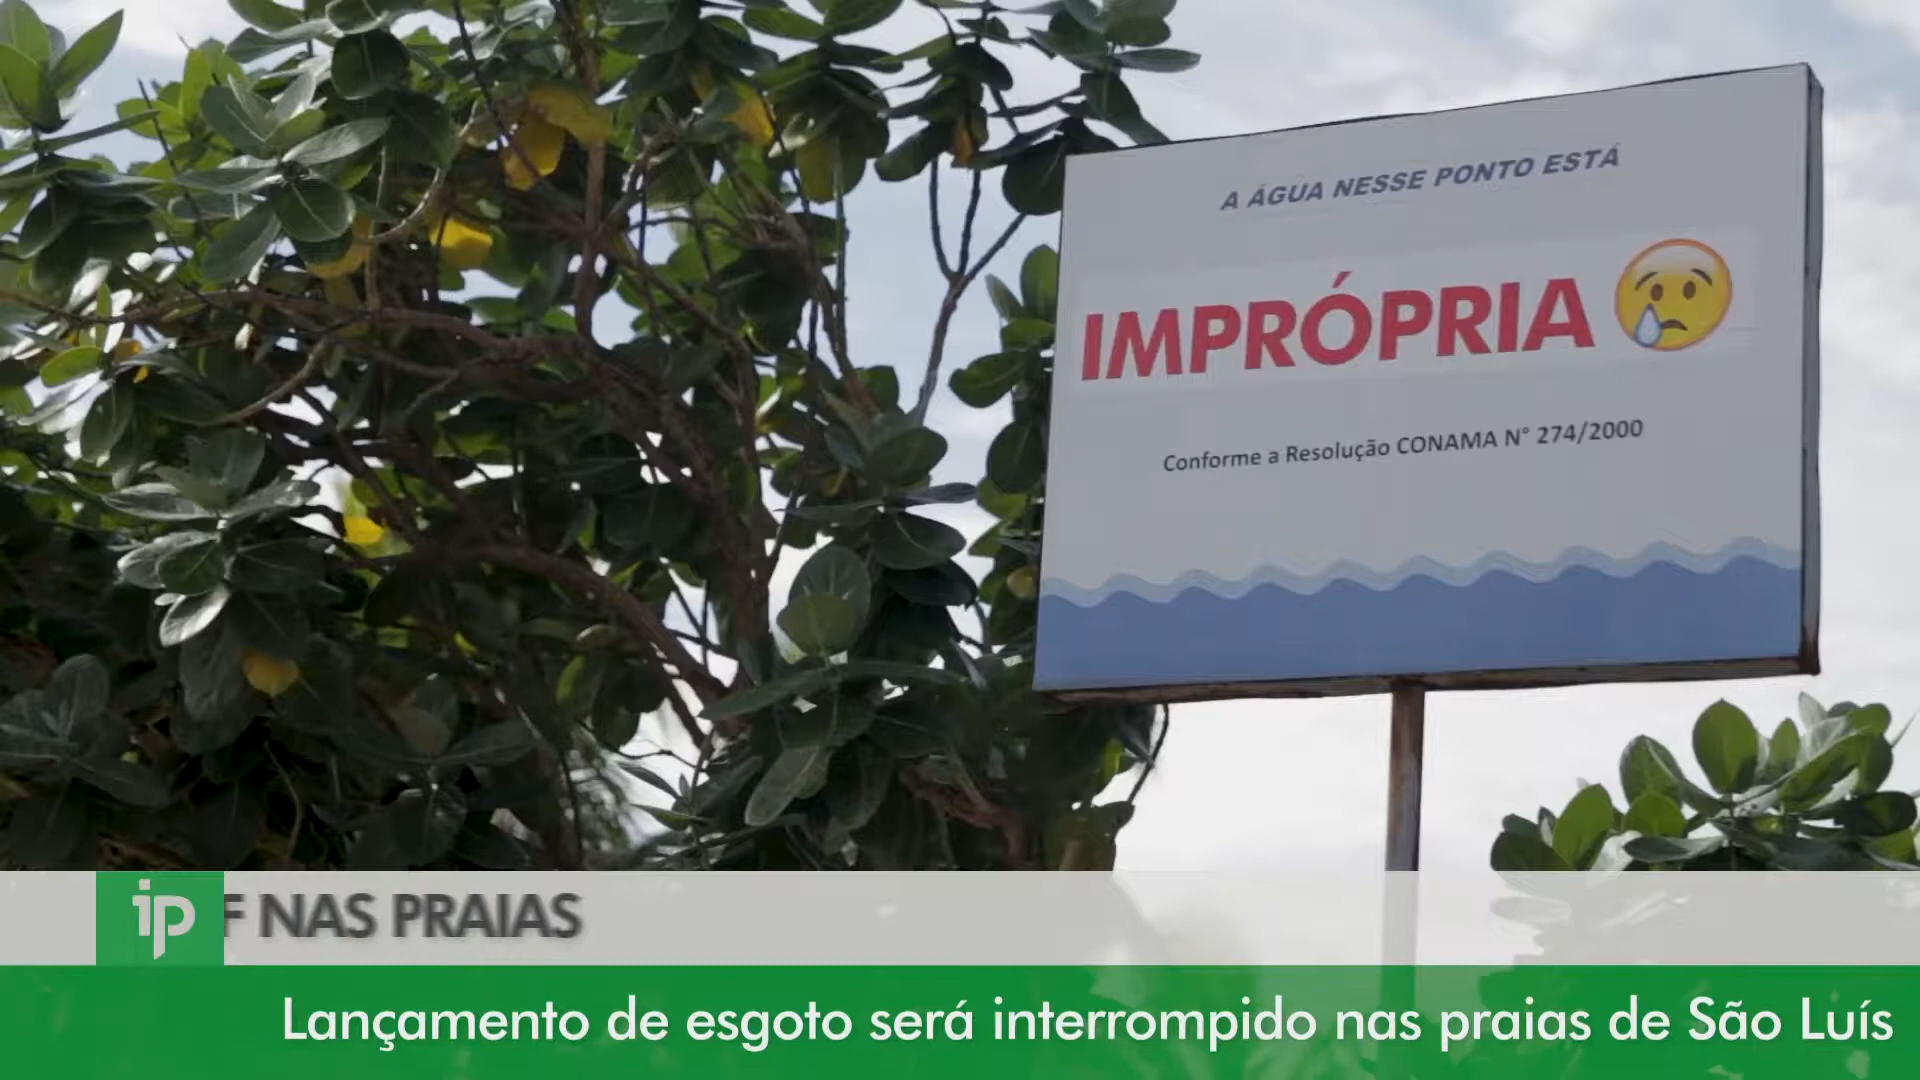 A ÁGUA NESSE PONTO ESTÁ
IMPRÓPRIA
Conforme a Resolução CONAMA N° 274/2000
ip
F NAS PRAIAS
Lançamento de esgoto será interrompido nas praias de São Luís